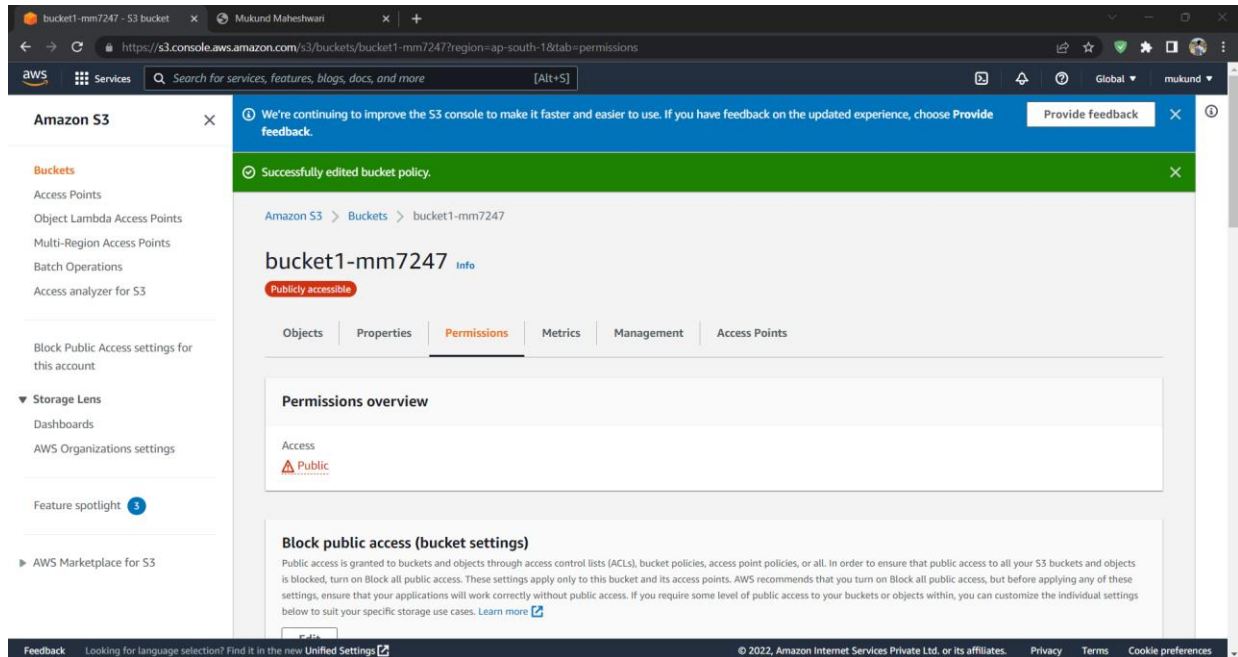 bucket1-mm7247 - S3 bucket
Mukund Maheshwari
https://s3.console.aws.amazon.com/s3/buckets/bucket1-mm7247?region=ap-south-1&tab=permissions
aws
Services
Search for services, features, blogs, docs, and more
[Alt+S]
Global
mukund
Amazon S3
Buckets
Access Points
Object Lambda Access Points
Multi-Region Access Points
Batch Operations
Access analyzer for S3
Block Public Access settings for
this account
Storage Lens
Dashboards
AWS Organizations settings
Feature spotlight 3
AWS Marketplace for S3
We're continuing to improve the S3 console to make it faster and easier to use. If you have feedback on the updated experience, choose Provide
feedback.
Provide feedback
Successfully edited bucket policy.
Amazon S3 > Buckets > bucket1-mm7247
bucket1-mm7247 Info
Publicly accessible
Objects
Properties
Permissions
Metrics
Management
Access Points
Permissions overview
Access
Public
Block public access (bucket settings)
Public access is granted to buckets and objects through access control lists (ACLs), bucket policies, access point policies, or all. In order to ensure that public access to all your S3 buckets and objects
is blocked, turn on Block all public access. These settings apply only to this bucket and its access points. AWS recommends that you turn on Block all public access, but before applying any of these
settings, ensure that your applications will work correctly without public access. If you require some level of public access to your buckets or objects within, you can customize the individual settings
below to suit your specific storage use cases. Learn more
Edit
Feedback
Looking for language selection? Find it in the new Unified Settings
© 2022, Amazon Internet Services Private Ltd. or its affiliates.
Privacy
Terms
Cookie preferences